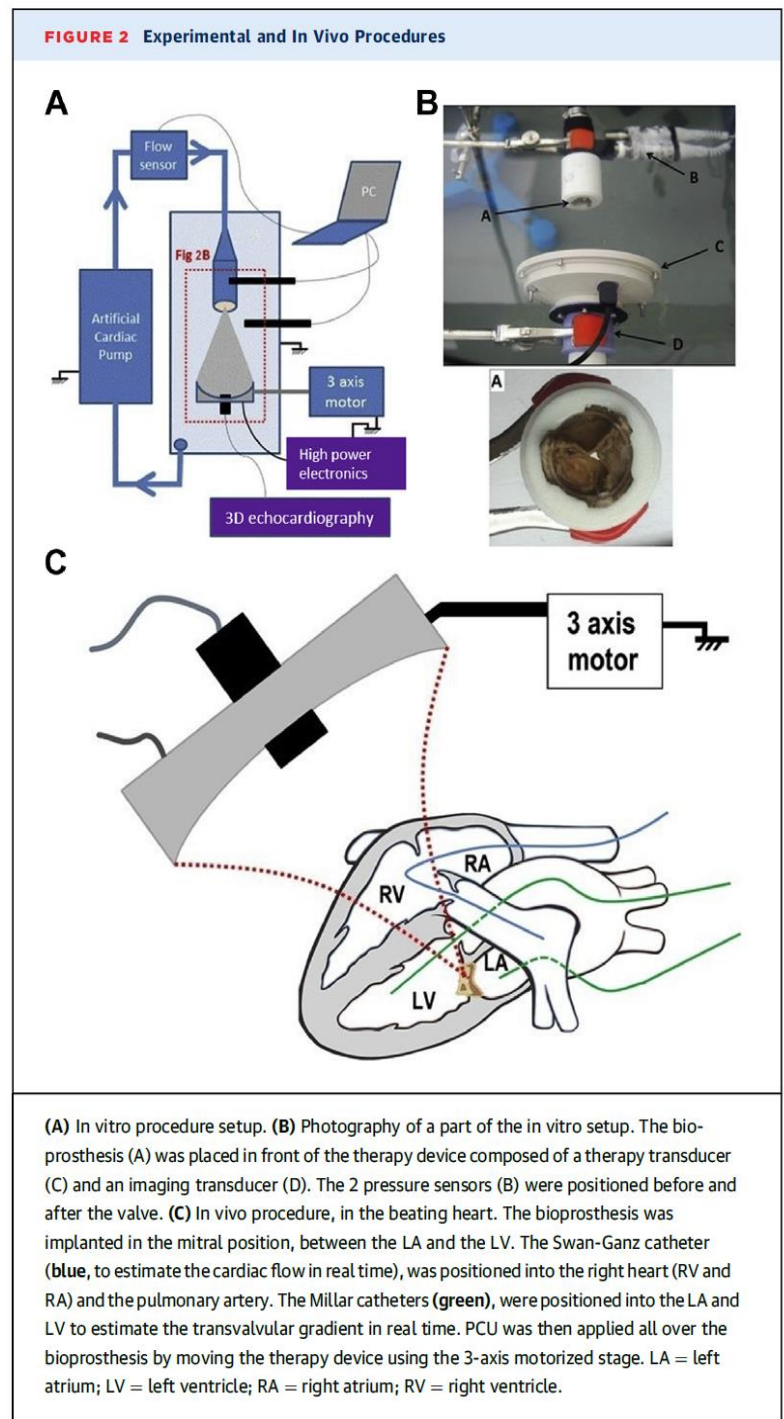 FIGURE 2 Experimental and In Vivo Procedures
A
Flow
sensor
PC
Fig 2B
Artificial
Cardiac
Pump
3 axis
motor
High power
electronics
3D echocardiography
B
B
A
C
D
A
C
3 axis
motor
RA
RV
LA
A
LV
(A) In vitro procedure setup. (B) Photography of a part of the in vitro setup. The bio-
prosthesis (A) was placed in front of the therapy device composed of a therapy transducer
(C) and an imaging transducer (D). The 2 pressure sensors (B) were positioned before and
after the valve. (C) In vivo procedure, in the beating heart. The bioprosthesis was
implanted in the mitral position, between the LA and the LV. The Swan-Ganz catheter
(blue, to estimate the cardiac flow in real time), was positioned into the right heart (RV and
RA) and the pulmonary artery. The Millar catheters (green), were positioned into the LA and
LV to estimate the transvalvular gradient in real time. PCU was then applied all over the
bioprosthesis by moving the therapy device using the 3-axis motorized stage. LA = left
atrium; LV = left ventricle; RA = right atrium; RV = right ventricle.